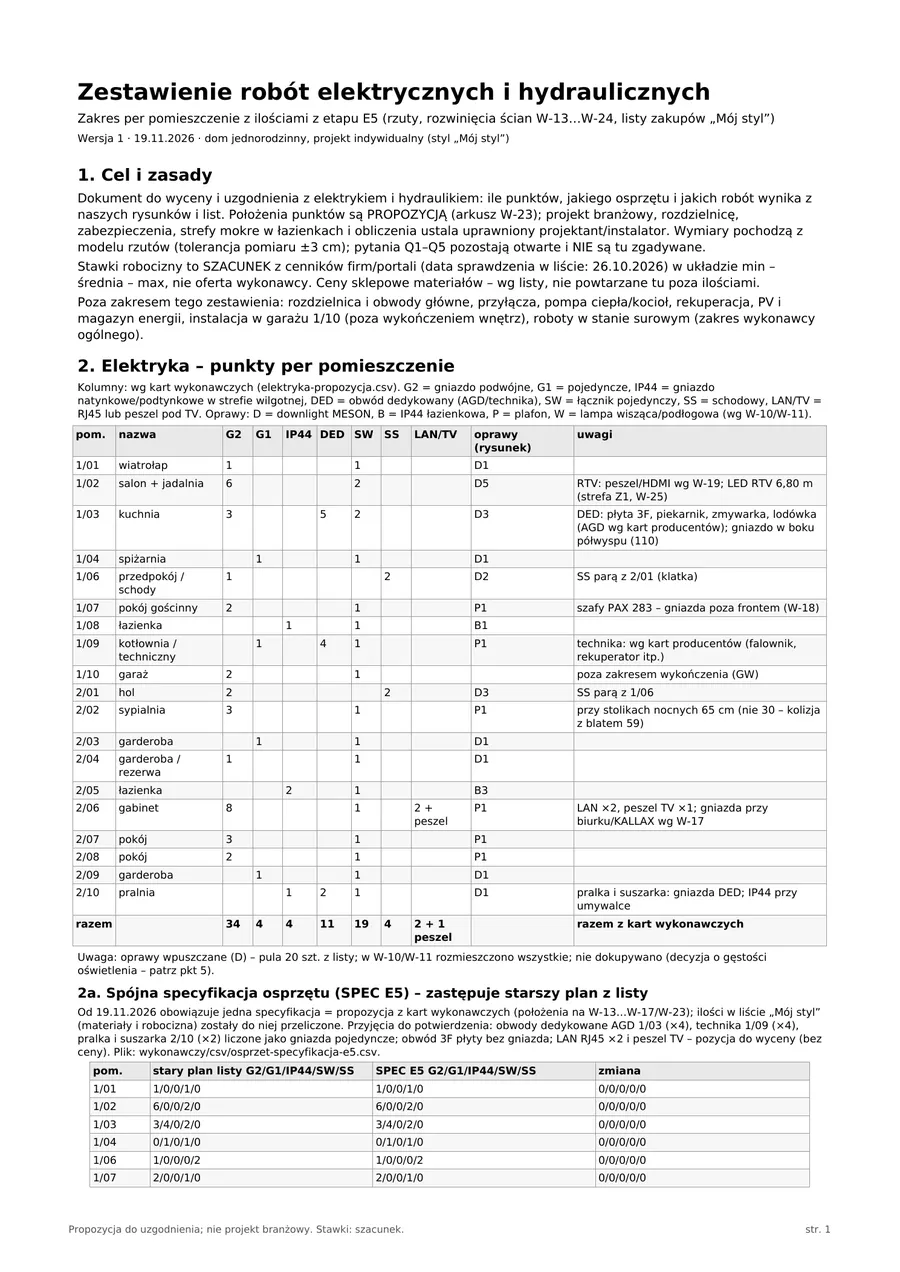 Zestawienie robót elektrycznych i hydraulicznych
Zakres per pomieszczenie z ilościami z etapu E5 (rzuty, rozwinięcia ścian W-13…W-24, listy zakupów „Mój styl”)
Wersja 1 · 19.11.2026 · dom jednorodzinny, projekt indywidualny (styl „Mój styl”)
1. Cel i zasady
Dokument do wyceny i uzgodnienia z elektrykiem i hydraulikiem: ile punktów, jakiego osprzętu i jakich robót wynika z
naszych rysunków i list. Położenia punktów są PROPOZYCJĄ (arkusz W-23); projekt branżowy, rozdzielnicę,
zabezpieczenia, strefy mokre w łazienkach i obliczenia ustala uprawniony projektant/instalator. Wymiary pochodzą z
modelu rzutów (tolerancja pomiaru ±3 cm); pytania Q1–Q5 pozostają otwarte i NIE są tu zgadywane.
Stawki robocizny to SZACUNEK z cenników firm/portali (data sprawdzenia w liście: 26.10.2026) w układzie min –
średnia – max, nie oferta wykonawcy. Ceny sklepowe materiałów – wg listy, nie powtarzane tu poza ilościami.
Poza zakresem tego zestawienia: rozdzielnica i obwody główne, przyłącza, pompa ciepła/kocioł, rekuperacja, PV i
magazyn energii, instalacja w garażu 1/10 (poza wykończeniem wnętrz), roboty w stanie surowym (zakres wykonawcy
ogólnego).
2. Elektryka – punkty per pomieszczenie
Kolumny: wg kart wykonawczych (elektryka-propozycja.csv). G2 = gniazdo podwójne, G1 = pojedyncze, IP44 = gniazdo
natynkowe/podtynkowe w strefie wilgotnej, DED = obwód dedykowany (AGD/technika), SW = łącznik pojedynczy, SS = schodowy, LAN/TV =
RJ45 lub peszel pod TV. Oprawy: D = downlight MESON, B = IP44 łazienkowa, P = plafon, W = lampa wisząca/podłogowa (wg W-10/W-11).
pom. nazwa G2 G1 IP44 DED SW SS LAN/TV oprawy (rysunek) uwagi
1/01 wiatrołap 1 1 D1
1/02 salon + jadalnia 6 2 D5 RTV: peszel/HDMI wg W-19; LED RTV 6,80 m
(strefa Z1, W-25)
1/03 kuchnia 3 5 2 D3 DED: płyta 3F, piekarnik, zmywarka, lodówka
(AGD wg kart producentów); gniazdo w boku
półwyspu (110)
1/04 spiżarnia 1 1 D1
1/06 przedpokój / schody 1 2 D2 SS parą z 2/01 (klatka)
1/07 pokój gościnny 2 1 P1 szafy PAX 283 – gniazda poza frontem (W-18)
1/08 łazienka 1 1 B1
1/09 kotłownia / techniczny 1 4 1 P1 technika: wg kart producentów (falownik,
rekuperator itp.)
1/10 garaż 2 1 poza zakresem wykończenia (GW)
2/01 hol 2 2 D3 SS parą z 1/06
2/02 sypialnia 3 1 P1 przy stolikach nocnych 65 cm (nie 30 – kolizja
z blatem 59)
2/03 garderoba 1 1 D1
2/04 garderoba / rezerwa 1 1 D1
2/05 łazienka 2 1 B3
2/06 gabinet 8 1 2 + peszel P1 LAN ×2, peszel TV ×1; gniazda przy
biurku/KALLAX wg W-17
2/07 pokój 3 1 P1
2/08 pokój 2 1 P1
2/09 garderoba 1 1 D1
2/10 pralnia 1 2 1 D1 pralka i suszarka: gniazda DED; IP44 przy
umywalce
razem 34 4 4 11 19 4 2 + 1 peszel razem z kart wykonawczych
Uwaga: oprawy wpuszczane (D) – pula 20 szt. z listy; w W-10/W-11 rozmieszczono wszystkie; nie dokupywano (decyzja o gęstości
oświetlenia – patrz pkt 5).
2a. Spójna specyfikacja osprzętu (SPEC E5) – zastępuje starszy plan z listy
Od 19.11.2026 obowiązuje jedna specyfikacja = propozycja z kart wykonawczych (położenia na W-13…W-17/W-23); ilości w liście „Mój styl”
(materiały i robocizna) zostały do niej przeliczone. Przyjęcia do potwierdzenia: obwody dedykowane AGD 1/03 (×4), technika 1/09 (×4),
pralka i suszarka 2/10 (×2) liczone jako gniazda pojedyncze; obwód 3F płyty bez gniazda; LAN RJ45 ×2 i peszel TV – pozycja do wyceny (bez
ceny). Plik: wykonawczy/csv/osprzet-specyfikacja-e5.csv.
pom. stary plan listy G2/G1/IP44/SW/SS SPEC E5 G2/G1/IP44/SW/SS zmiana
1/01 1/0/0/1/0 1/0/0/1/0 0/0/0/0/0
1/02 6/0/0/2/0 6/0/0/2/0 0/0/0/0/0
1/03 3/4/0/2/0 3/4/0/2/0 0/0/0/0/0
1/04 0/1/0/1/0 0/1/0/1/0 0/0/0/0/0
1/06 1/0/0/0/2 1/0/0/0/2 0/0/0/0/0
1/07 2/0/0/1/0 2/0/0/1/0 0/0/0/0/0
Propozycja do uzgodnienia; nie projekt branżowy. Stawki: szacunek.
str. 1